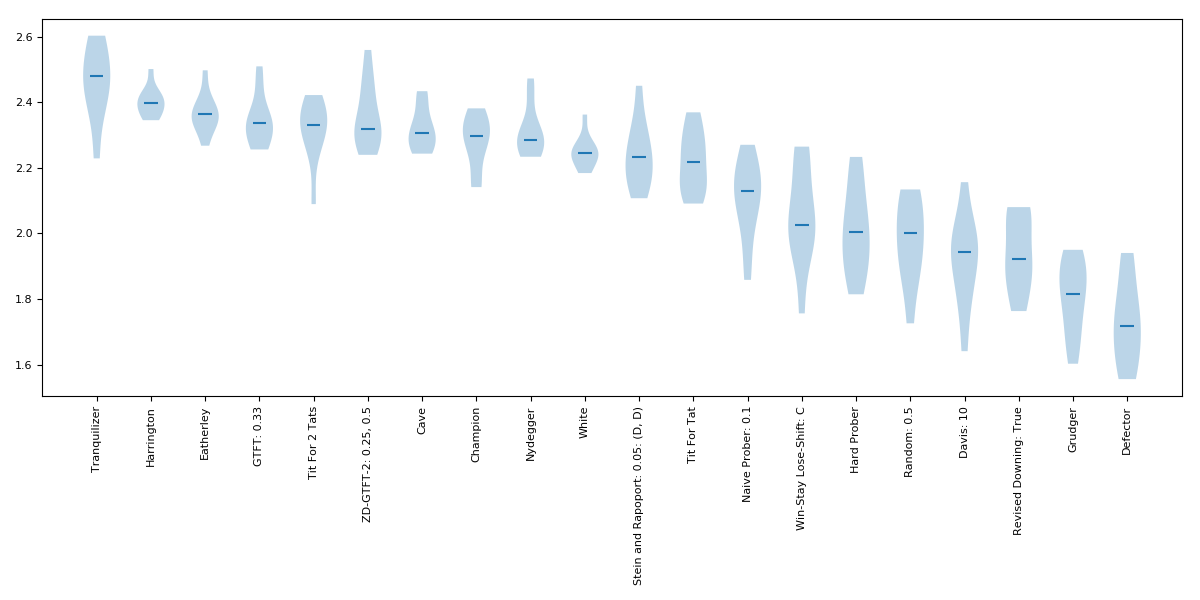 2.6
2.4
2.2
2.0
1.8
1.6
Tranquilizer
Harrington
Eatherley
GTFT: 0.33
Tit For 2 Tats
ZD-GTFT-2: 0.25, 0.5
Cave
Champion
Nydegger
White
Stein and Rapoport: 0.05: (D, D)
Tit For Tat
Naive Prober: 0.1
Win-Stay Lose-Shift: C
Hard Prober
Random: 0.5
Davis: 10
Revised Downing: True
Grudger
Defector